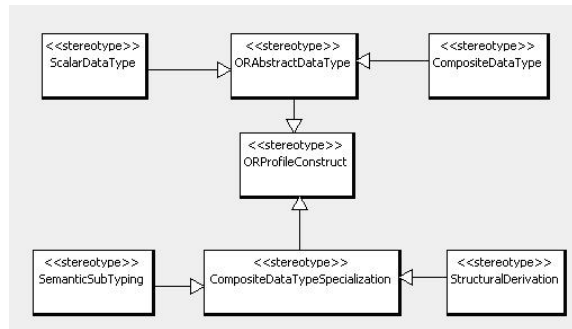 <<stereotype>>
ScalarDataType
<<stereotype>>
ORAbstractDataType
<<stereotype>>
CompositeDataType
<<stereotype>>
ORProfileConstruct
<<stereotype>>
SemanticSubTyping
<<stereotype>>
CompositeDataTypeSpecialization
<<stereotype>>
StructuralDerivation